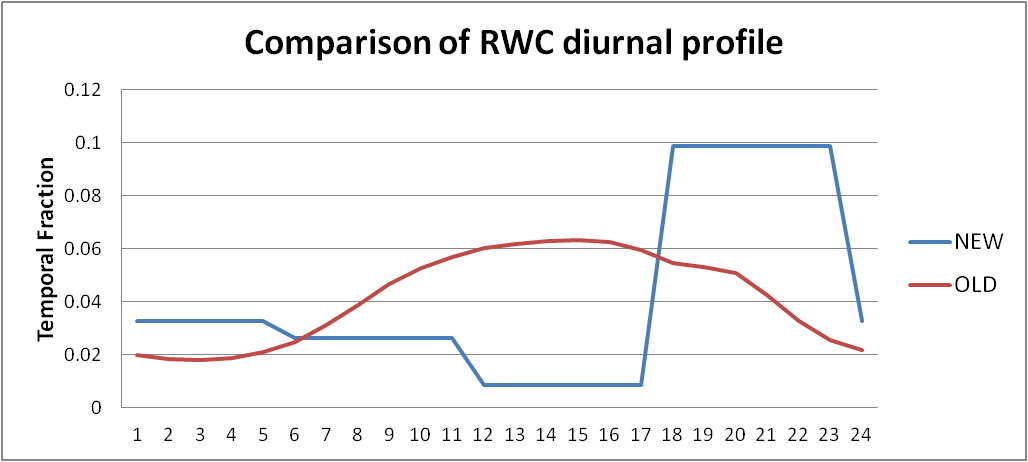 Comparison of RWC diurnal profile
0.12
0.1
0.08
0.06
0.04
0.02
0
Temporal Fraction
1 2 3 4 5 6 7 8 9 10 11 12 13 14 15 16 17 18 19 20 21 22 23 24
NEW
OLD